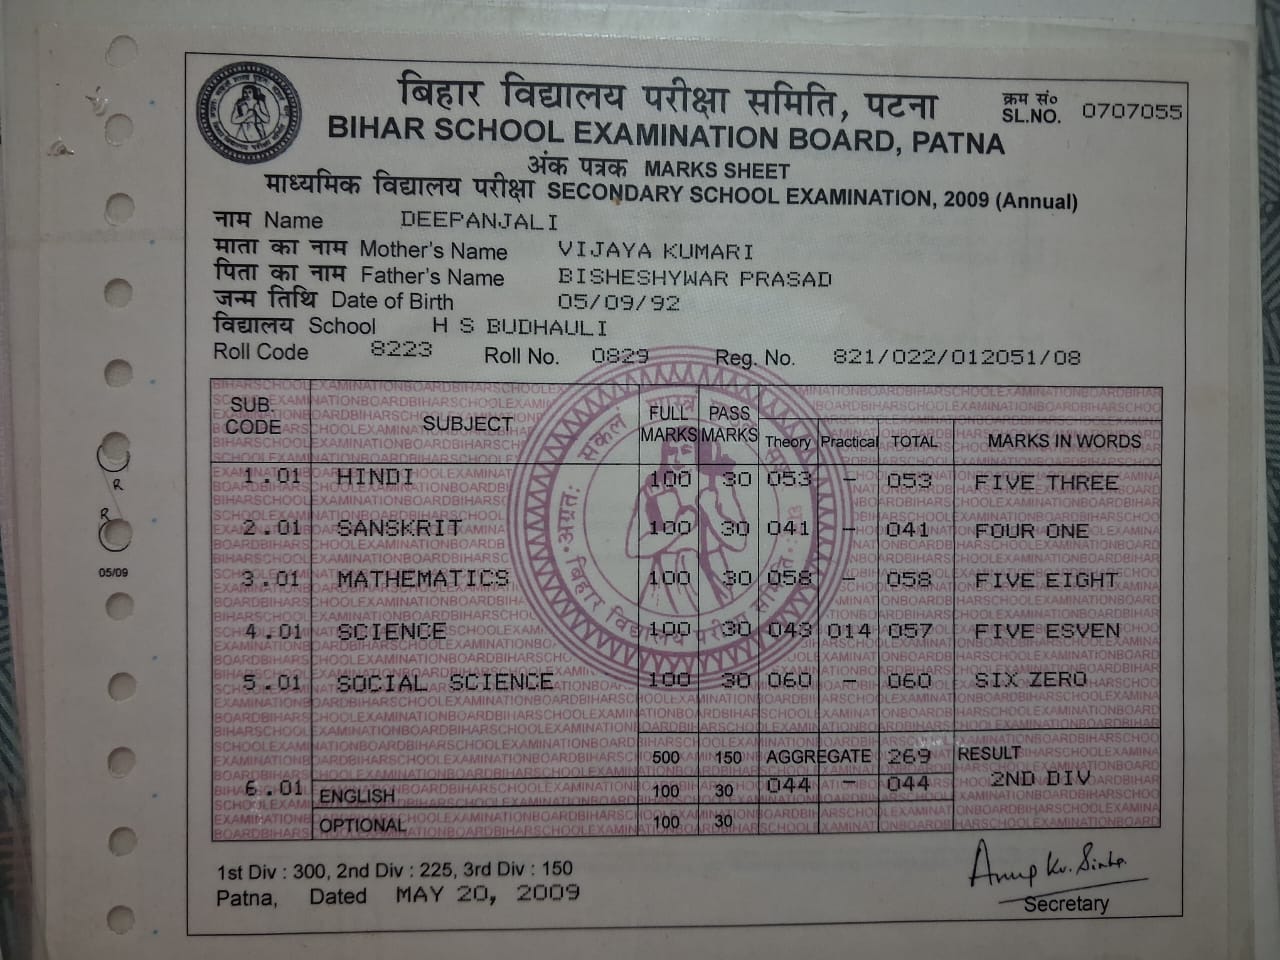 बिहार विद्यालय परीक्षा समिति, पटना
क्रम सं०
SL.NO. 0707055
BIHAR SCHOOL EXAMINATION BOARD, PATNA
अंक पत्रक MARKS SHEET
माध्यमिक विद्यालय परीक्षा SECONDARY SCHOOL EXAMINATION, 2009 (Annual)
नाम Name DEEPANJALI
माता का नाम Mother's Name VIJAYA KUMARI
पिता का नाम Father's Name BISHESHYWAR PRASAD
जन्म तिथि Date of Birth 05/09/92
विद्यालय School H S BUDHAULI
Roll Code 8223 Roll No. 0829 Reg. No. 821/022/012051/08
SUB. CODE SUBJECT FULL MARKS PASS MARKS Theory Practical TOTAL MARKS IN WORDS
1.01 HINDI 100 30 053 - 053 FIVE THREE
2.01 SANSKRIT 100 30 041 - 041 FOUR ONE
3.01 MATHEMATICS 100 30 058 - 058 FIVE EIGHT
4.01 SCIENCE 100 30 043 014 057 FIVE ESVEN
5.01 SOCIAL SCIENCE 100 30 060 - 060 SIX ZERO
500 150 AGGREGATE 269 RESULT
6.01 ENGLISH 100 30 044 - 044 2ND DIV
OPTIONAL 100 30
1st Div : 300, 2nd Div : 225, 3rd Div : 150
Patna, Dated MAY 20, 2009
Anup Kr. Sinha
Secretary
R
R
05/09